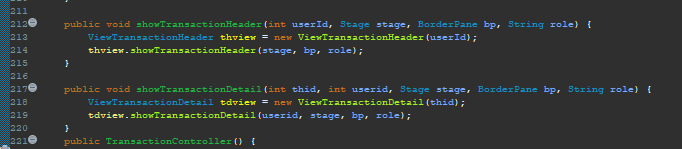 211
212 public void showTransactionHeader(int userId, Stage stage, BorderPane bp, String role) {
213 ViewTransactionHeader thview = new ViewTransactionHeader(userId);
214 thview.showTransactionHeader(stage, bp, role);
215 }
216
217 public void showTransactionDetail(int thid, int userid, Stage stage, BorderPane bp, String role) {
218 ViewTransactionDetail tdview = new ViewTransactionDetail(thid);
219 tdview.showTransactionDetail(userid, stage, bp, role);
220 }
221 public TransactionController() {